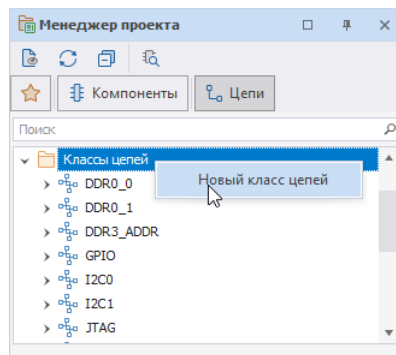 Менеджер проекта
Компоненты
Цепи
Поиск
Классы цепей
Новый класс цепей
DDR0_0
DDR0_1
DDR3_ADDR
GPIO
I2C0
I2C1
JTAG